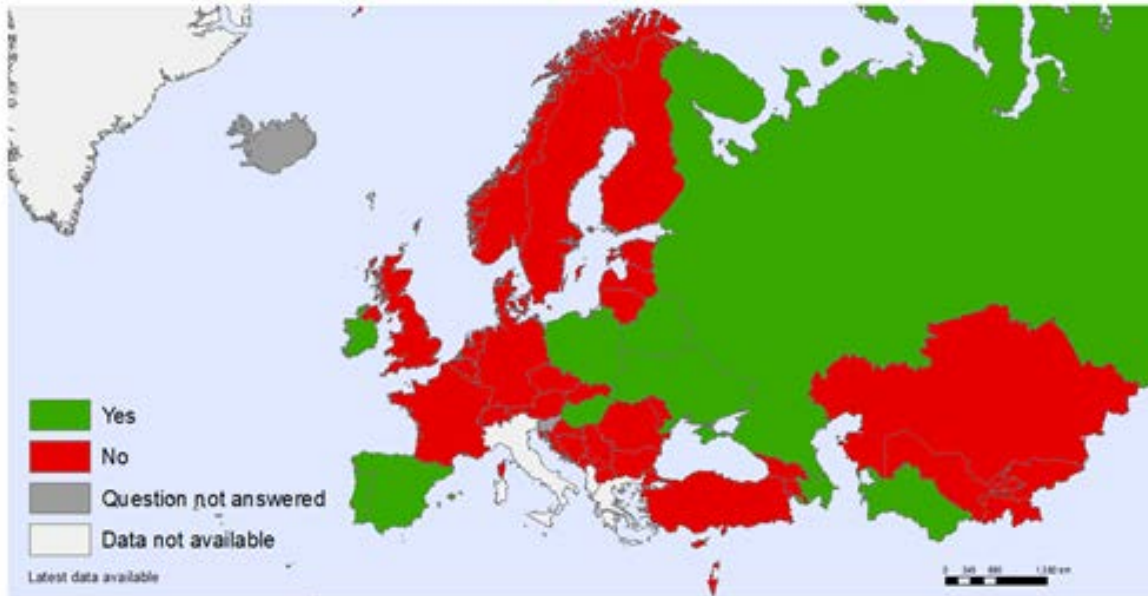 Yes
No
Question not answered
Data not available
Latest data available